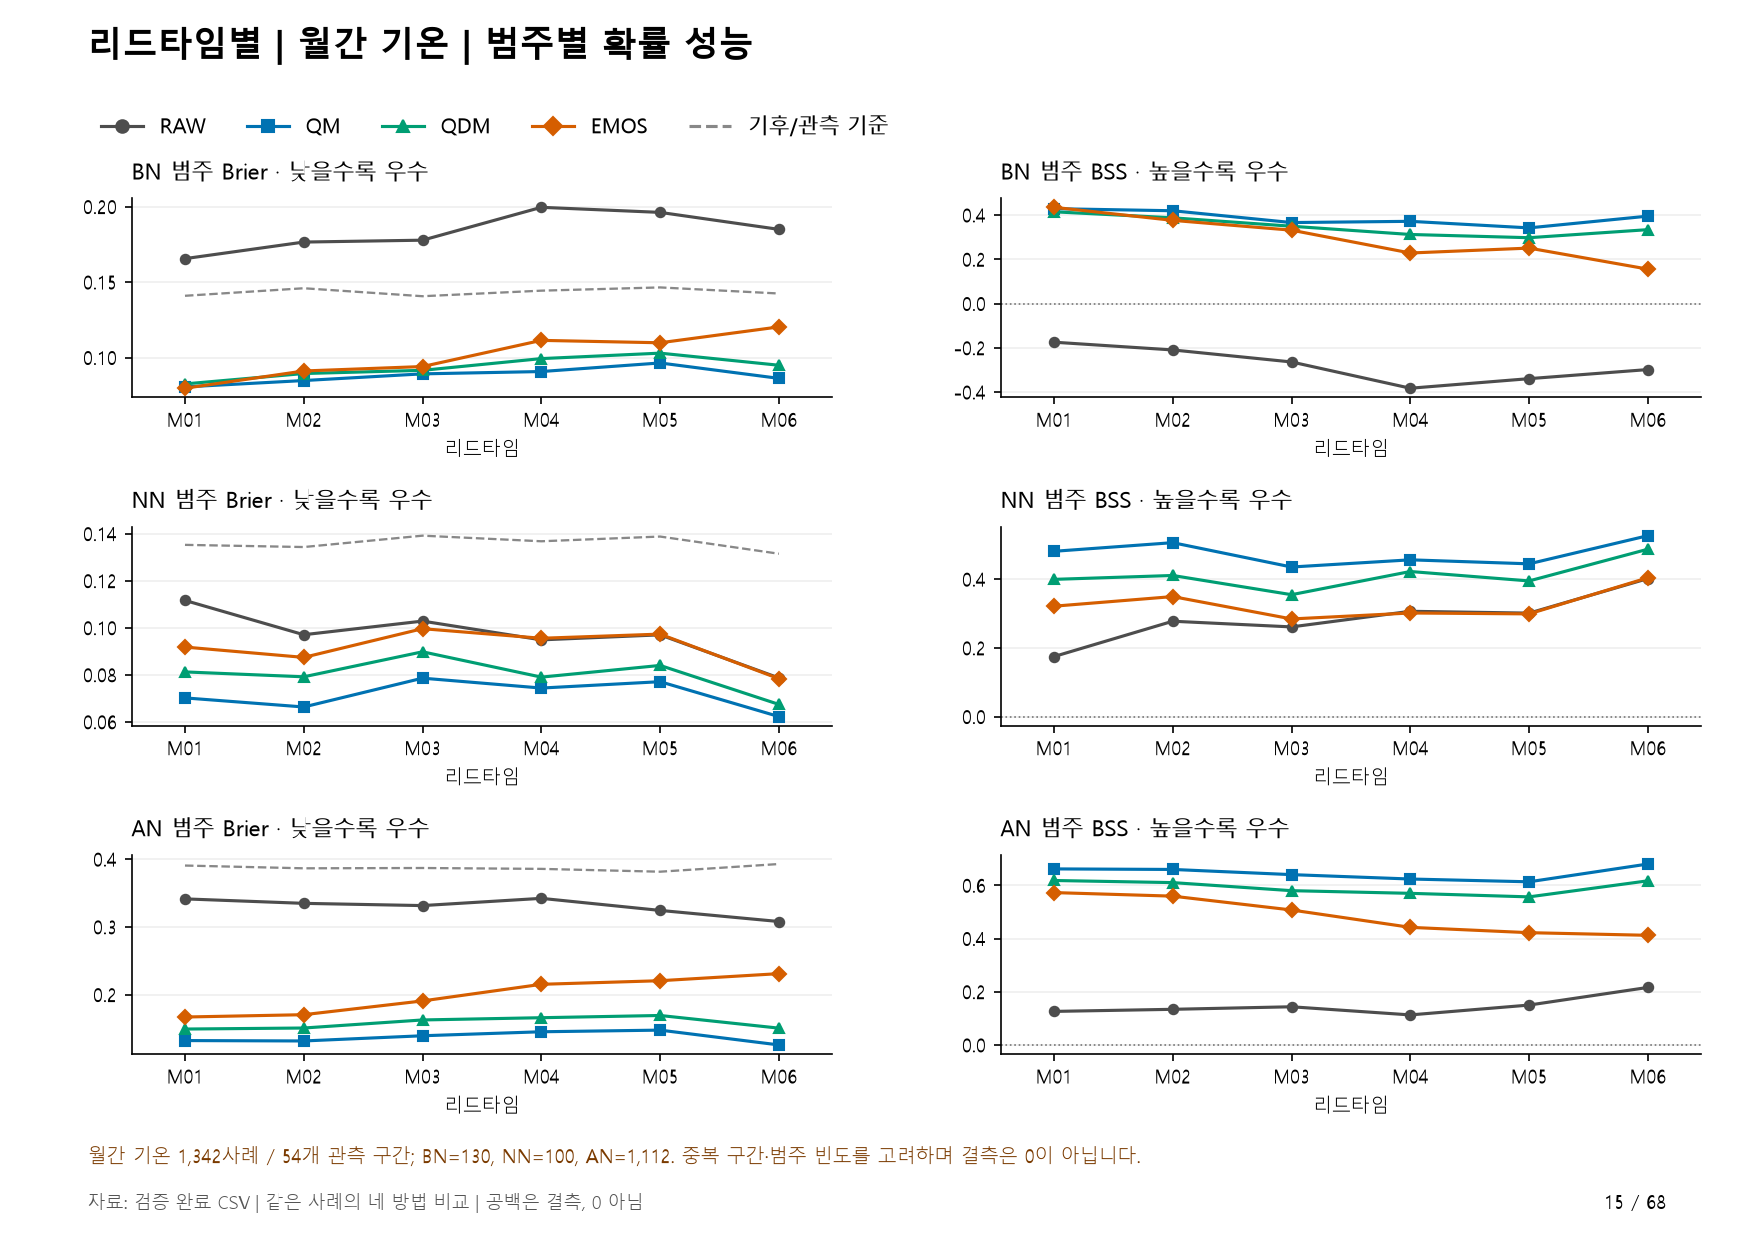 리드타임별 | 월간 기온 | 범주별 확률 성능
RAW QM QDM EMOS 기후/관측 기준
BN 범주 Brier · 낮을수록 우수
0.20
0.15
0.10
M01 M02 M03 M04 M05 M06
리드타임
BN 범주 BSS · 높을수록 우수
0.4
0.2
0.0
-0.2
-0.4
M01 M02 M03 M04 M05 M06
리드타임
NN 범주 Brier · 낮을수록 우수
0.14
0.12
0.10
0.08
0.06
M01 M02 M03 M04 M05 M06
리드타임
NN 범주 BSS · 높을수록 우수
0.4
0.2
0.0
M01 M02 M03 M04 M05 M06
리드타임
AN 범주 Brier · 낮을수록 우수
0.4
0.3
0.2
M01 M02 M03 M04 M05 M06
리드타임
AN 범주 BSS · 높을수록 우수
0.6
0.4
0.2
0.0
M01 M02 M03 M04 M05 M06
리드타임
월간 기온 1,342사례 / 54개 관측 구간; BN=130, NN=100, AN=1,112. 중복 구간·범주 빈도를 고려하며 결측은 0이 아닙니다.
자료: 검증 완료 CSV | 같은 사례의 네 방법 비교 | 공백은 결측, 0 아님
15 / 68